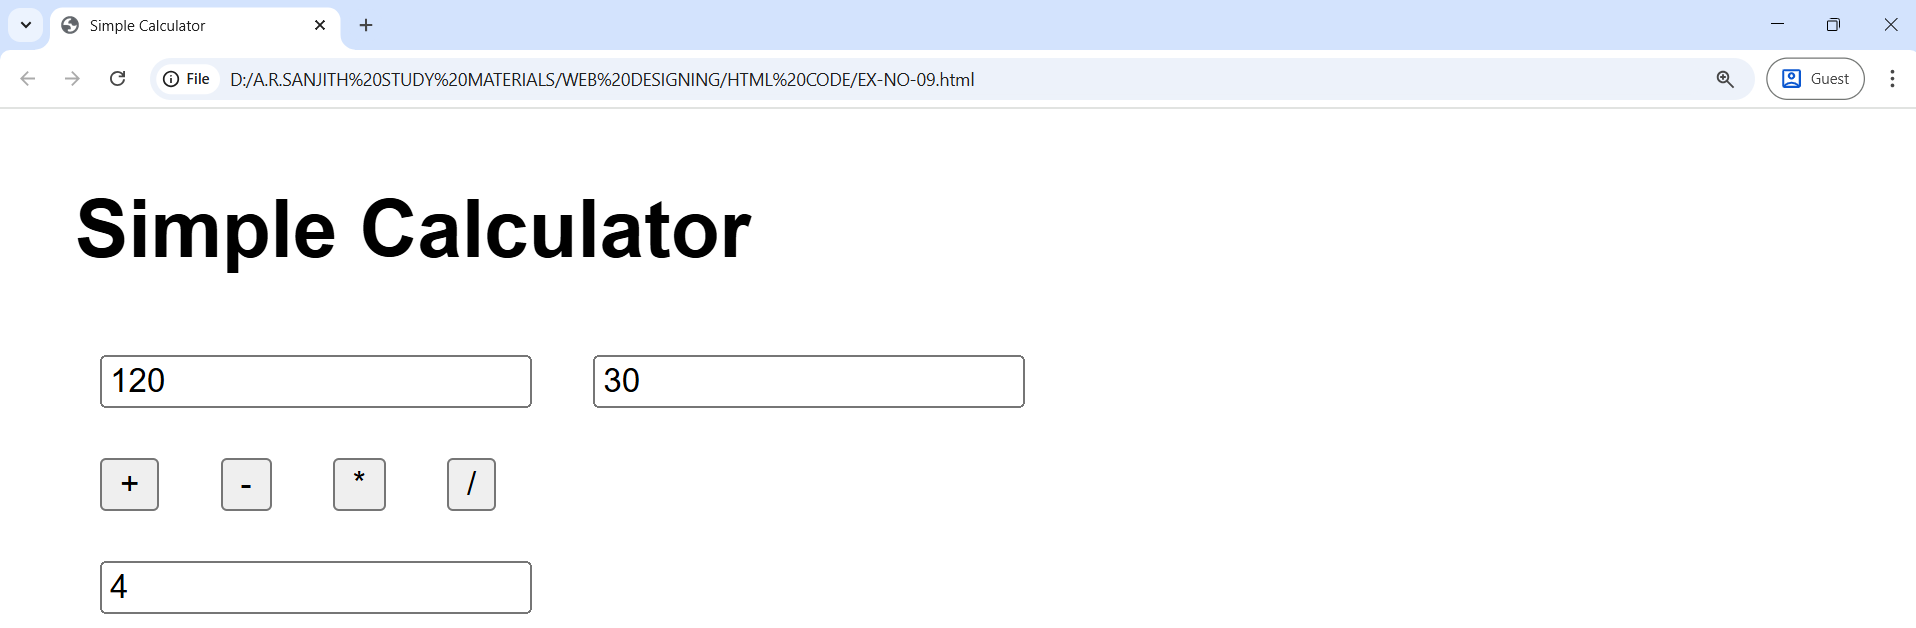 Simple Calculator
File D:/A.R.SANJITH%20STUDY%20MATERIALS/WEB%20DESIGNING/HTML%20CODE/EX-NO-09.html Guest
Simple Calculator
120 30
+ - * /
4